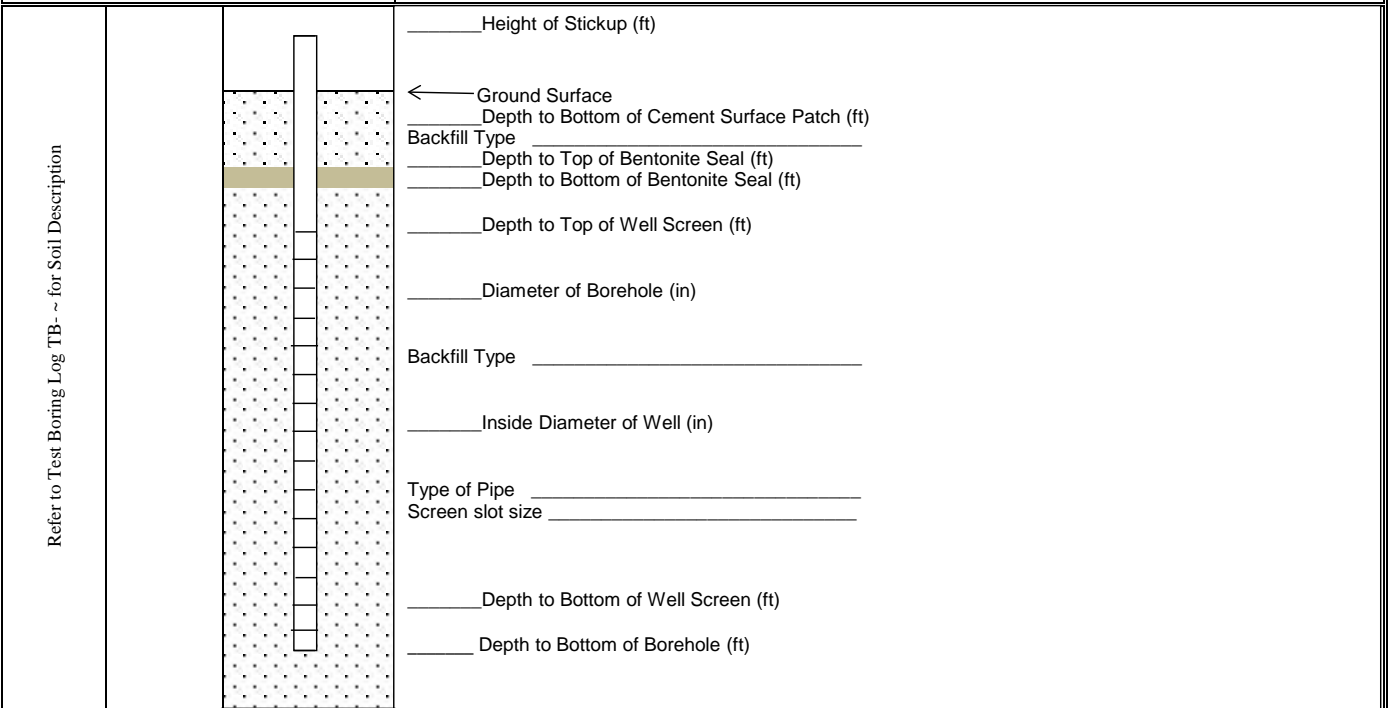 Refer to Test Boring Log TB- ~ for Soil Description
_______Height of Stickup (ft)
Ground Surface
_______Depth to Bottom of Cement Surface Patch (ft)
Backfill Type _______________________________
_______Depth to Top of Bentonite Seal (ft)
_______Depth to Bottom of Bentonite Seal (ft)
_______Depth to Top of Well Screen (ft)
_______Diameter of Borehole (in)
Backfill Type _______________________________
_______Inside Diameter of Well (in)
Type of Pipe _______________________________
Screen slot size _____________________________
_______Depth to Bottom of Well Screen (ft)
______ Depth to Bottom of Borehole (ft)